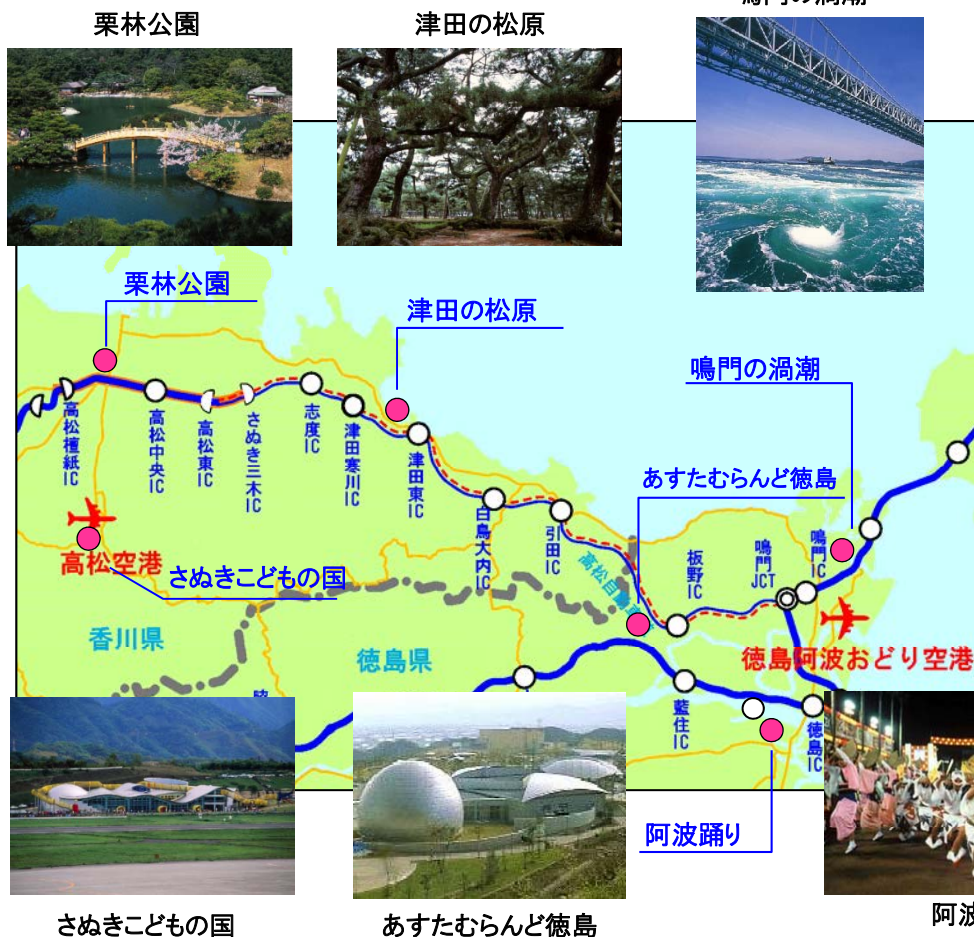 栗林公園
津田の松原
鳴門の渦潮
栗林公園
津田の松原
鳴門の渦潮
あすたむらんど徳島
高松檀紙IC
高松中央IC
高松東IC
さぬき三木IC
志度IC
津田寒川IC
津田東IC
白鳥大内IC
引田IC
高松自動車
板野IC
鳴門JCT
鳴門IC
高松空港
さぬきこどもの国
香川県
徳島県
徳島阿波おどり空港
脇
藍住IC
徳島IC
阿波踊り
さぬきこどもの国
あすたむらんど徳島
阿波